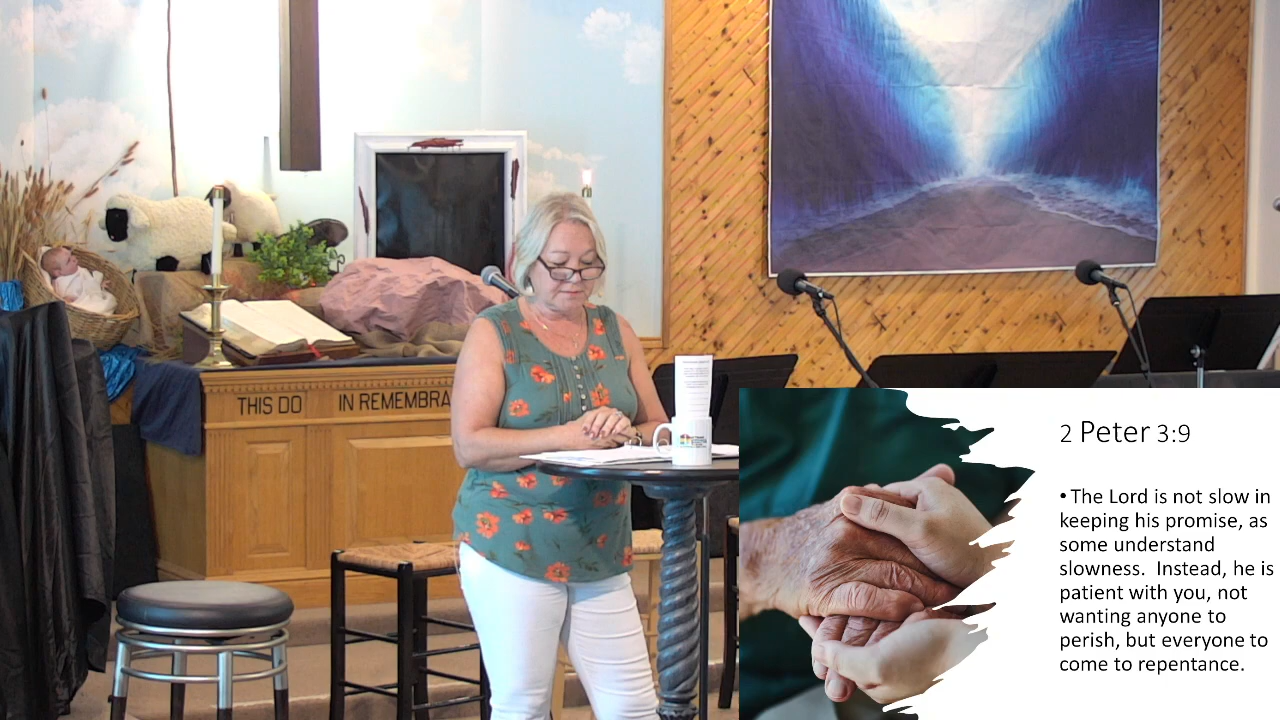 THIS DO IN REMEMBRA
2 Peter 3:9
• The Lord is not slow in
keeping his promise, as
some understand
slowness. Instead, he is
patient with you, not
wanting anyone to
perish, but everyone to
come to repentance.